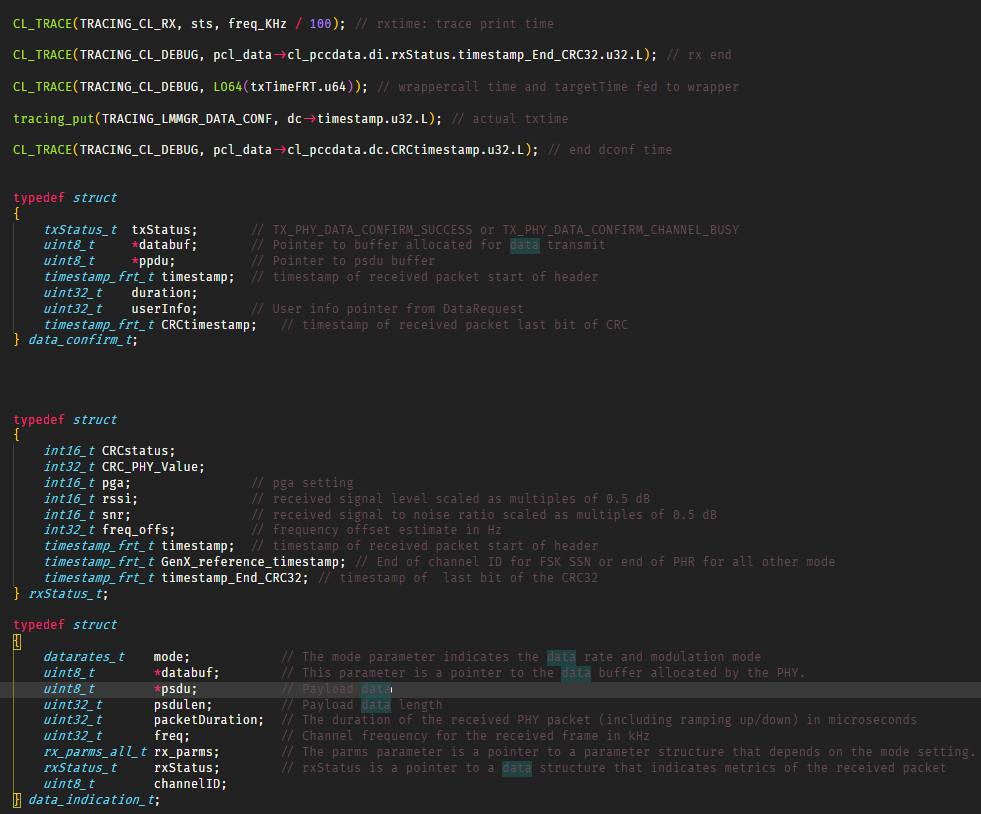 CL_TRACE(TRACING_CL_RX, sts, freq_KHz / 100); // rxtime: trace print time
CL_TRACE(TRACING_CL_DEBUG, pcl_data→cl_pccdata.di.rxStatus.timestamp_End_CRC32.u32.L); // rx end
CL_TRACE(TRACING_CL_DEBUG, LO64(txTimeFRT.u64)); // wrappercall time and targetTime fed to wrapper
tracing_put(TRACING_LMMGR_DATA_CONF, dc→timestamp.u32.L); // actual txtime
CL_TRACE(TRACING_CL_DEBUG, pcl_data→cl_pccdata.dc.CRCtimestamp.u32.L); // end dconf time
typedef struct
{
txStatus_t txStatus; // TX_PHY_DATA_CONFIRM_SUCCESS or TX_PHY_DATA_CONFIRM_CHANNEL_BUSY
uint8_t *databuf; // Pointer to buffer allocated for data transmit
uint8_t *ppdu; // Pointer to psdu buffer
timestamp_frt_t timestamp; // timestamp of received packet start of header
uint32_t duration;
uint32_t userInfo; // User info pointer from DataRequest
timestamp_frt_t CRCtimestamp; // timestamp of received packet last bit of CRC
} data_confirm_t;
typedef struct
{
int16_t CRCstatus;
int32_t CRC_PHY_Value;
int16_t pga; // pga setting
int16_t rssi; // received signal level scaled as multiples of 0.5 dB
int16_t snr; // received signal to noise ratio scaled as multiples of 0.5 dB
int32_t freq_offs; // frequency offset estimate in Hz
timestamp_frt_t timestamp; // timestamp of received packet start of header
timestamp_frt_t GenX_reference_timestamp; // End of channel ID for FSK SSN or end of PHR for all other mode
timestamp_frt_t timestamp_End_CRC32; // timestamp of  last bit of the CRC32
} rxStatus_t;
typedef struct
{
datarates_t mode; // The mode parameter indicates the data rate and modulation mode
uint8_t *databuf; // This parameter is a pointer to the data buffer allocated by the PHY.
uint8_t *psdu; // Payload data
uint32_t psdulen; // Payload data length
uint32_t packetDuration; // The duration of the received PHY packet (including ramping up/down) in microseconds
uint32_t freq; // Channel frequency for the received frame in kHz
rx_parms_all_t rx_parms; // The parms parameter is a pointer to a parameter structure that depends on the mode setting.
rxStatus_t rxStatus; // rxStatus is a pointer to a data structure that indicates metrics of the received packet
uint8_t channelID;
} data_indication_t;